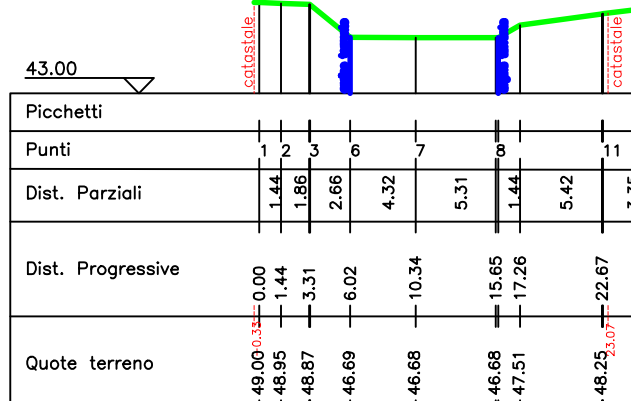 catastale
catastale
43.00
Picchetti
Punti 1 2 3 6 7 8 11
Dist. Parziali 1.44 1.86 2.66 4.32 5.31 1.44 5.42
Dist. Progressive 0.00 1.44 3.31 6.02 10.34 15.65 17.26 22.67
-0.33 23.07
Quote terreno 49.00 48.95 48.87 46.69 46.68 46.68 47.51 48.25